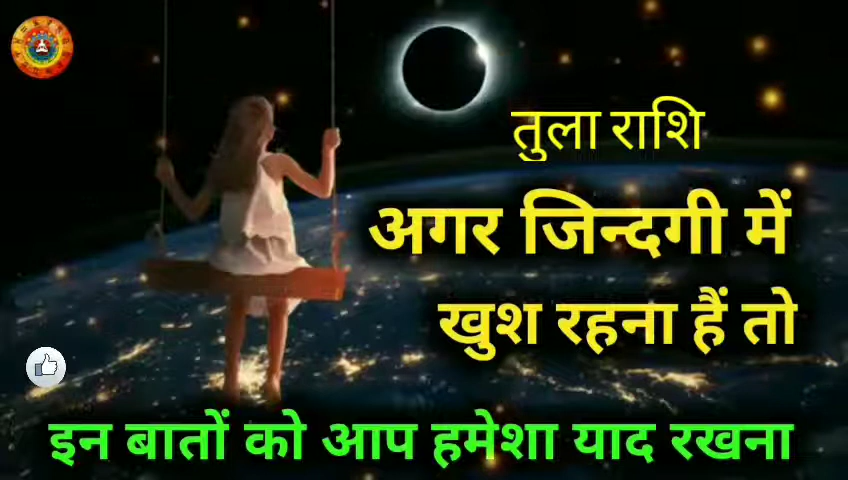 तुला राशि
अगर जिन्दगी में
खुश रहना हैं तो
इन बातों को आप हमेशा याद रखना